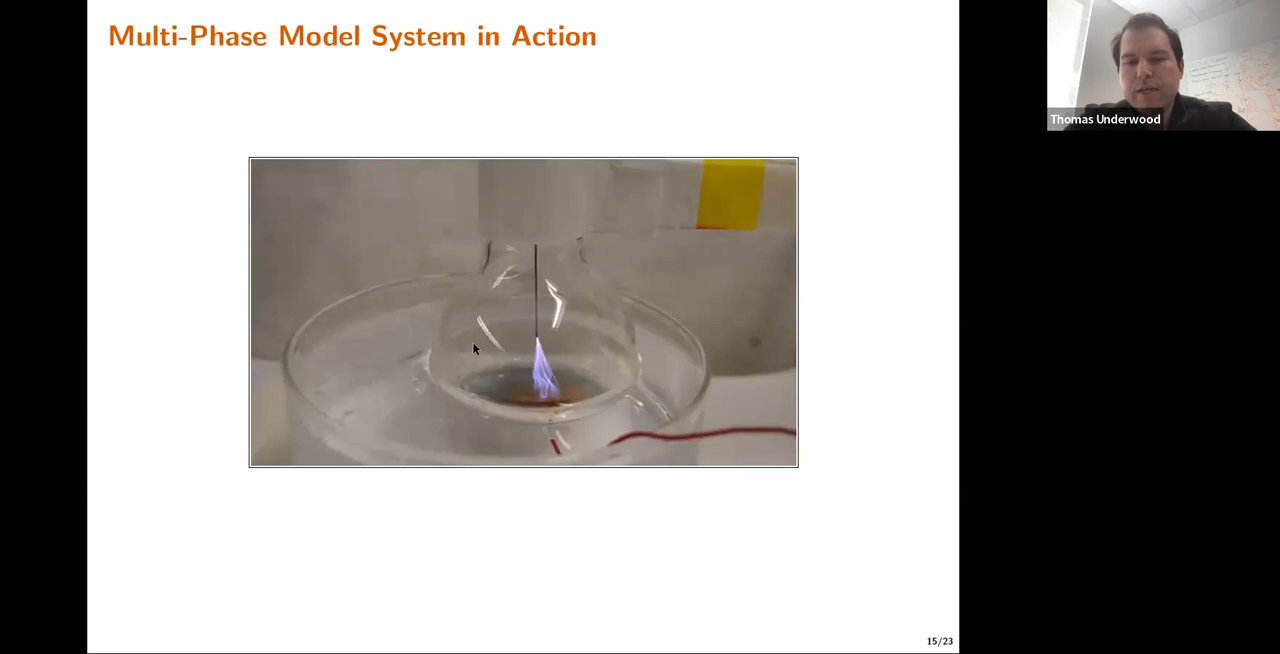 Multi-Phase Model System in Action
Thomas Underwood
15/23